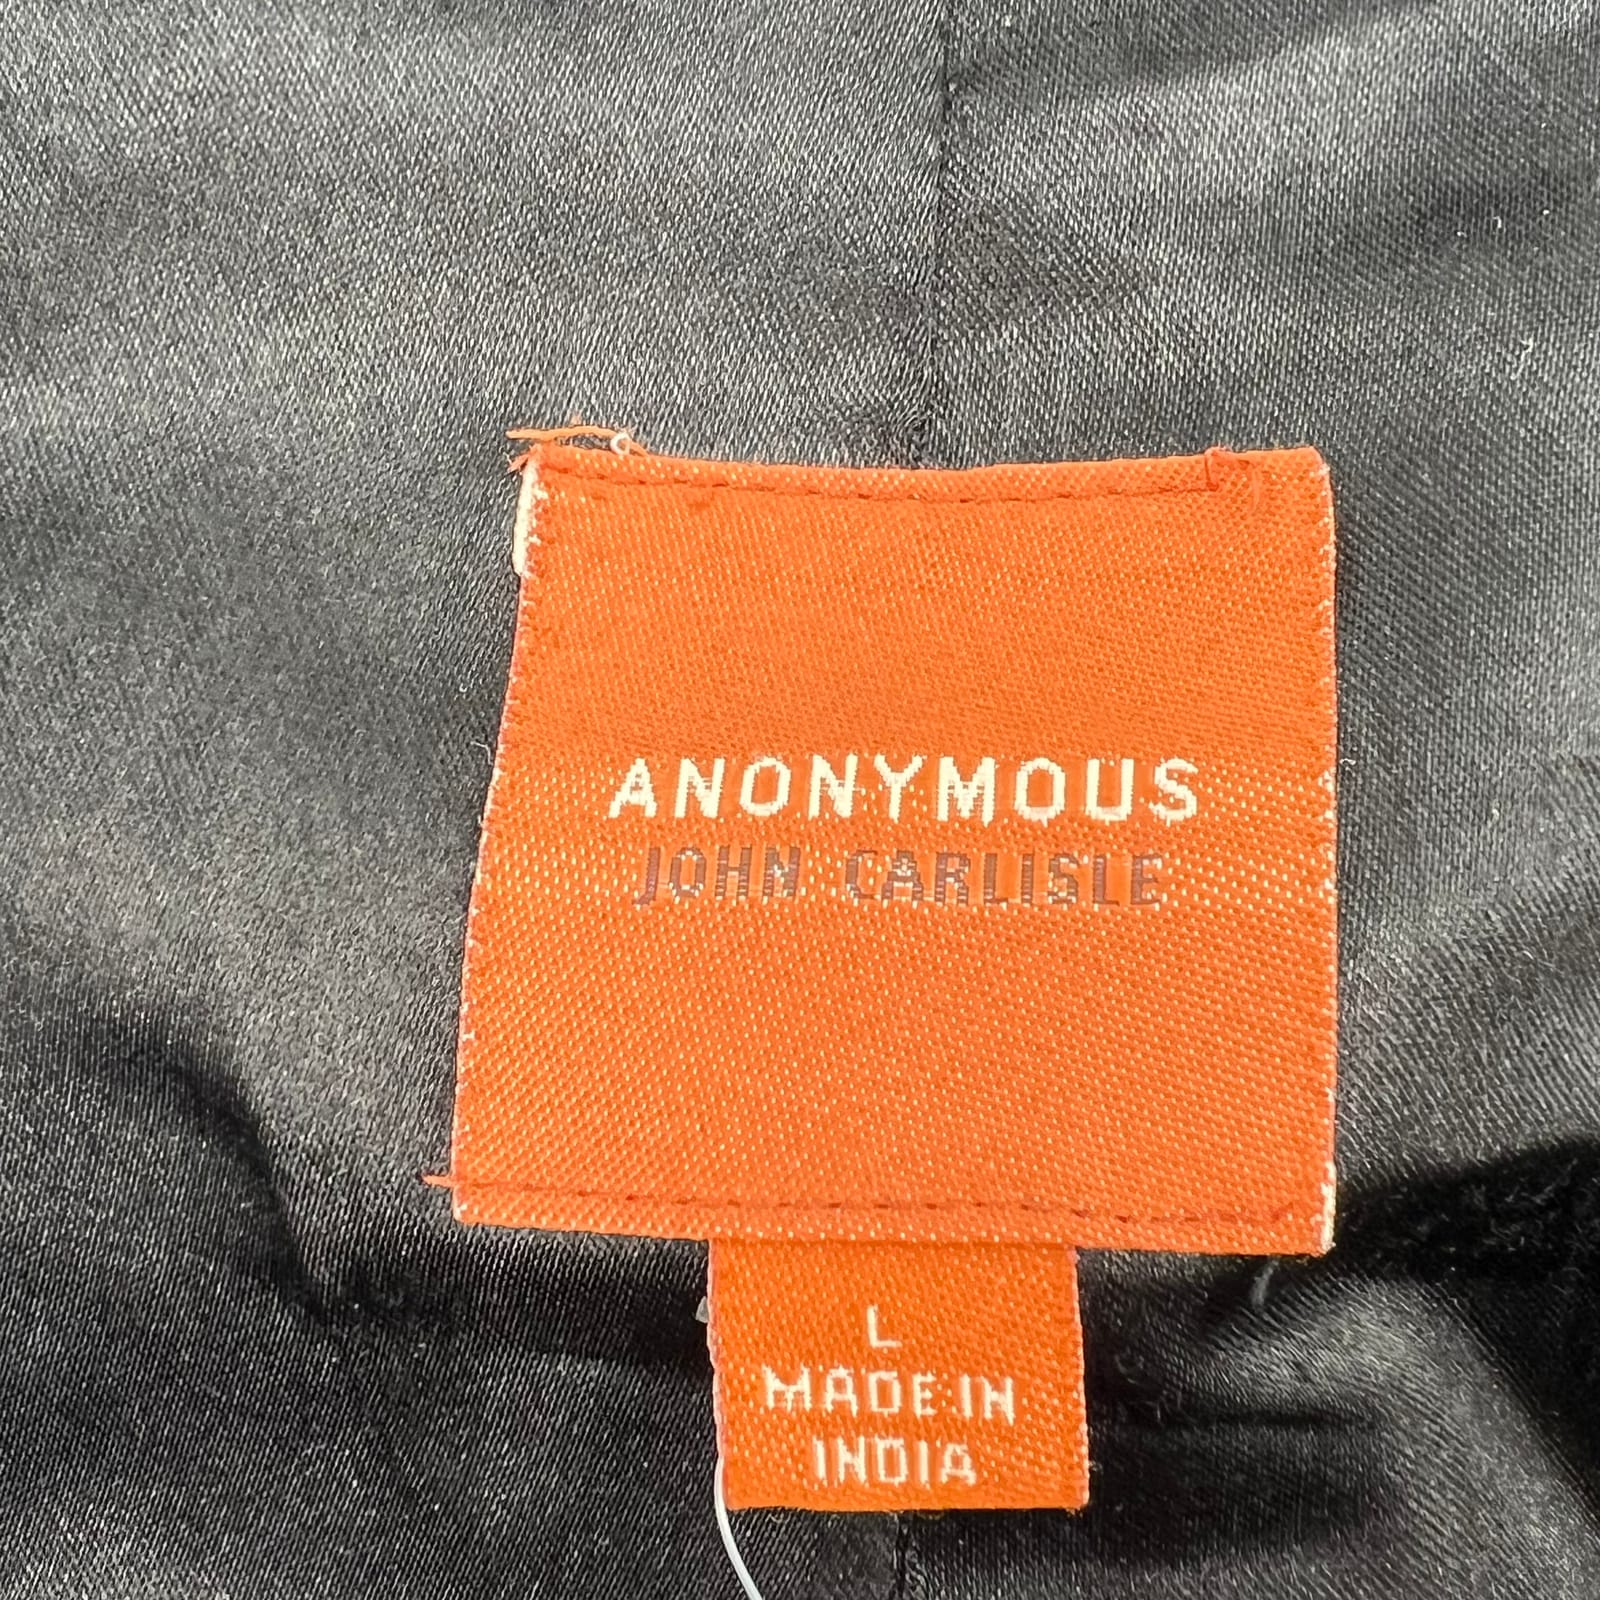 ANONYMOUS
JOHN CARLISLE
L
MADE IN
INDIA